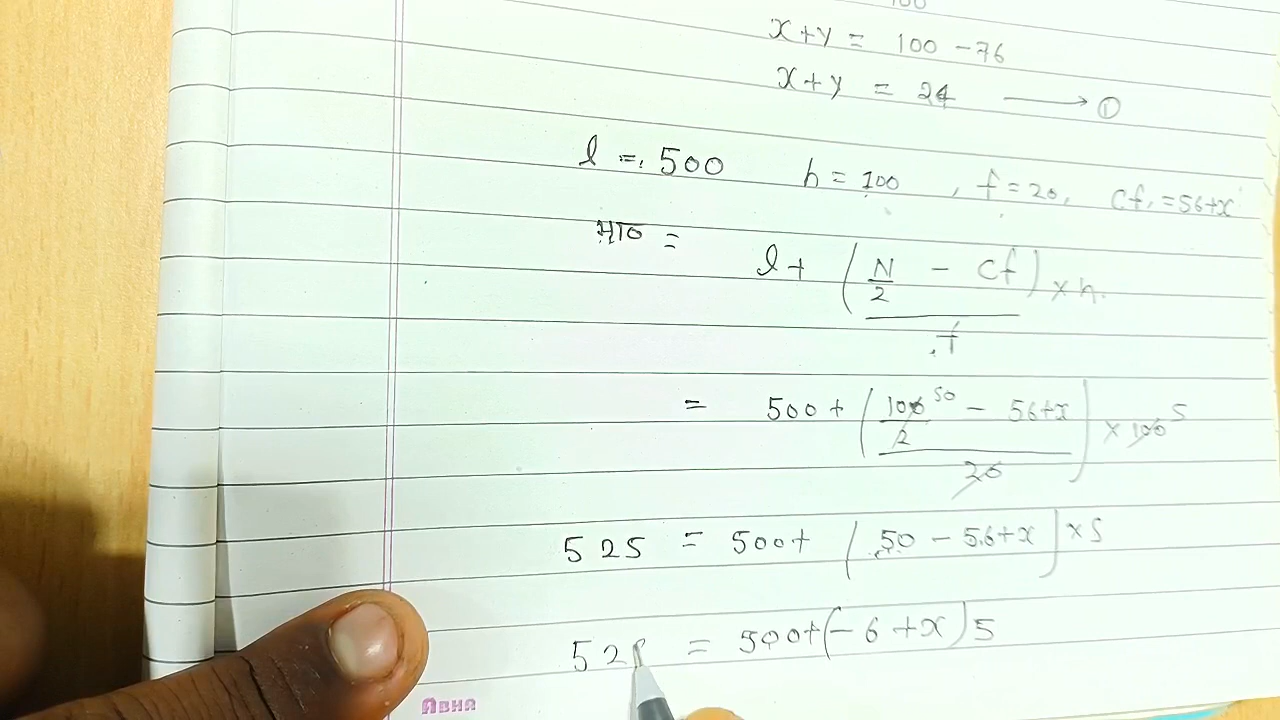 x+y = 100 -76
x+y = 24 → ①
l = 500 h = 100 , f = 20, Cf, = 56+x
l + (N/2 - Cf)/f × h
= 500 + (100/2 50 - 56+x)/20 × 100 5
525 = 500+ (50 - 56+x) × 5
52 = 500+(-6+x)5
ABHA